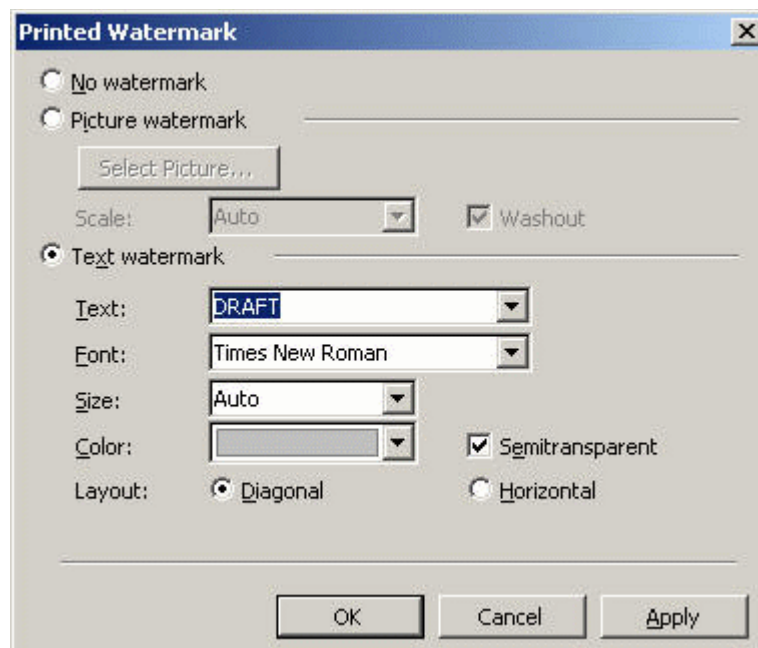 Printed Watermark
No watermark
Picture watermark
Select Picture...
Scale: Auto Washout
Text watermark
Text: DRAFT
Font: Times New Roman
Size: Auto
Color: Semitransparent
Layout: Diagonal Horizontal
OK Cancel Apply